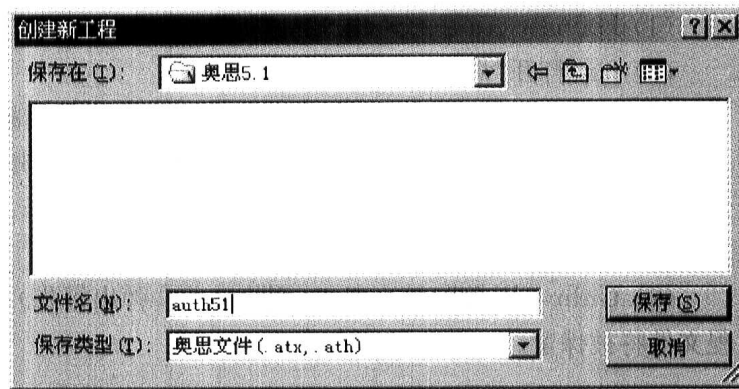 创建新工程
保存在(I): 奥思5.1
文件名(N): auth51 保存(S)
保存类型(T): 奥思文件(.atx,.ath) 取消